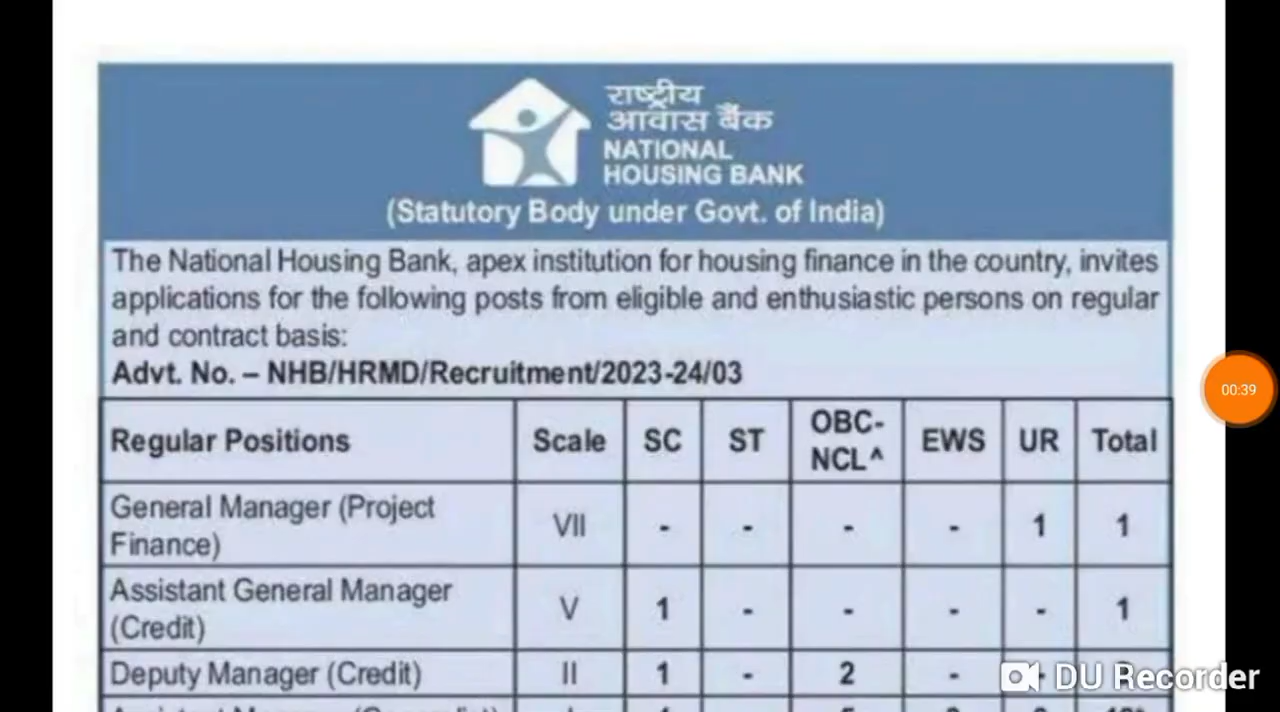 राष्ट्रीय
आवास बैंक
NATIONAL
HOUSING BANK
(Statutory Body under Govt. of India)
The National Housing Bank, apex institution for housing finance in the country, invites
applications for the following posts from eligible and enthusiastic persons on regular
and contract basis:
Advt. No. – NHB/HRMD/Recruitment/2023-24/03
Regular Positions Scale SC ST OBC-
NCL^ EWS UR Total
General Manager (Project
Finance) VII - - - - 1 1
Assistant General Manager
(Credit) V 1 - - - - 1
Deputy Manager (Credit) II 1 - 2 - -
00:39
DU Recorder